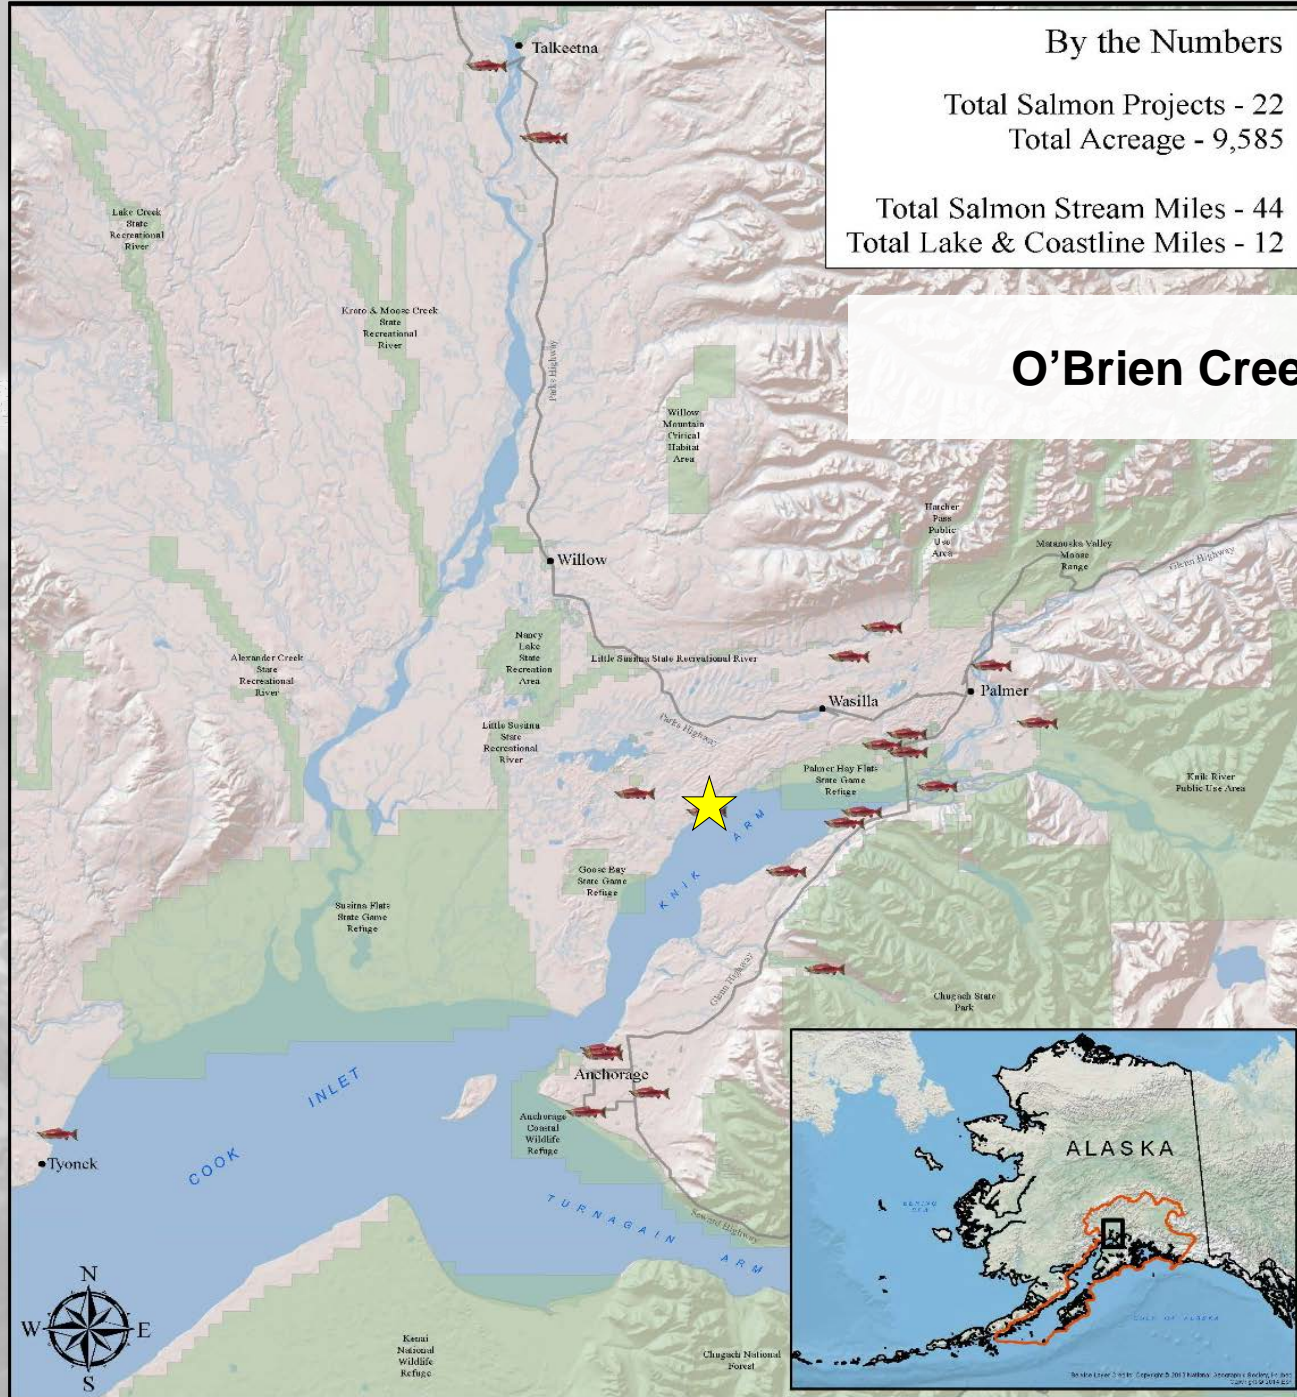 By the Numbers
Total Salmon Projects - 22
Total Acreage - 9,585
Total Salmon Stream Miles - 44
Total Lake & Coastline Miles - 12
O’Brien Cree
Talkeetna
Lake Creek
State
Recreational
River
Kroto & Moose Creek
State
Recreational
River
Parks Highway
Willow
Mountain
Critical
Habitat
Area
Hatcher
Pass
Public
Use
Area
Matanuska Valley
Moose
Range
Glenn Highway
Willow
Nancy
Lake
State
Recreation
Area
Little Susitna State Recreational River
Alexander Creek
State
Recreational
River
Palmer
Wasilla
Parks Highway
Little Susitna
State
Recreational
River
Palmer Hay Flats
State Game
Refuge
Knik River
Public Use Area
KNIK ARM
Goose Bay
State Game
Refuge
Susitna Flats
State Game
Refuge
Glenn Highway
Chugach State
Park
Anchorage
Anchorage
Coastal
Wildlife
Refuge
COOK INLET
Tyonek
TURNAGAIN ARM
Seward Highway
Kenai
National
Wildlife
Refuge
Chugach National
Forest
N
W
E
S
ALASKA
BERING
SEA
GULF OF ALASKA